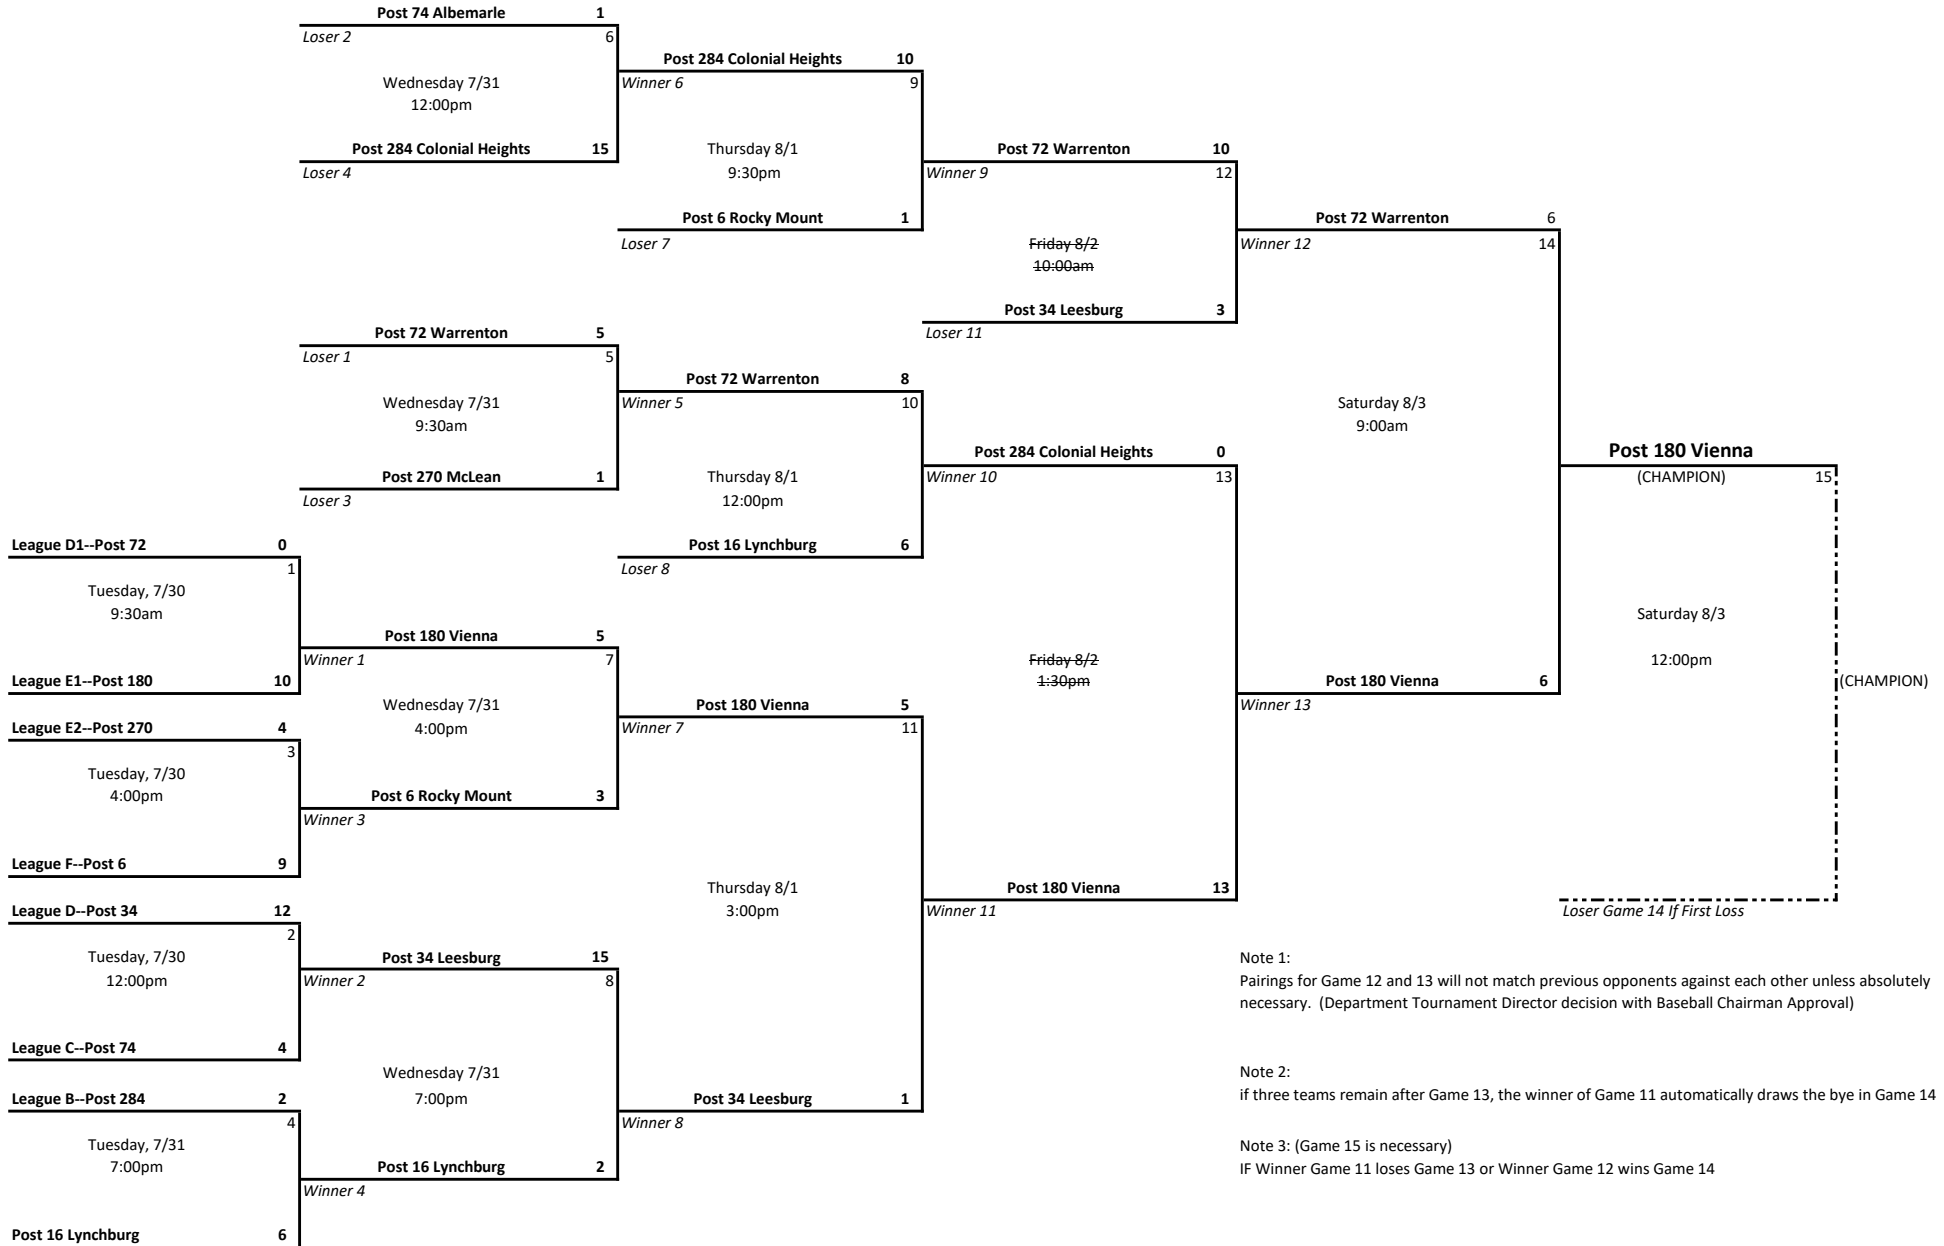 Post 74 Albemarle 1
Loser 2 6
Wednesday 7/31
12:00pm
Post 284 Colonial Heights 15
Loser 4
Post 284 Colonial Heights 10
Winner 6 9
Thursday 8/1
9:30pm
Post 6 Rocky Mount 1
Loser 7
Post 72 Warrenton 10
Winner 9 12
Friday 8/2
10:00am
Post 34 Leesburg 3
Loser 11
Post 72 Warrenton 6
Winner 12 14
Saturday 8/3
9:00am
Post 72 Warrenton 5
Loser 1 5
Wednesday 7/31
9:30am
Post 270 McLean 1
Loser 3
Post 72 Warrenton 8
Winner 5 10
Thursday 8/1
12:00pm
Post 16 Lynchburg 6
Loser 8
Post 284 Colonial Heights 0
Winner 10 13
Friday 8/2
1:30pm
Post 180 Vienna
(CHAMPION) 15
Saturday 8/3
12:00pm
(CHAMPION)
Post 180 Vienna 6
Winner 13
League D1--Post 72 0
1
Tuesday, 7/30
9:30am
League E1--Post 180 10
Post 180 Vienna 5
Winner 1 7
Wednesday 7/31
4:00pm
League E2--Post 270 4
3
Tuesday, 7/30
4:00pm
Post 6 Rocky Mount 3
Winner 3
League F--Post 6 9
Post 180 Vienna 5
Winner 7 11
Thursday 8/1
3:00pm
Post 180 Vienna 13
Winner 11
Loser Game 14 If First Loss
League D--Post 34 12
2
Tuesday, 7/30
12:00pm
League C--Post 74 4
Post 34 Leesburg 15
Winner 2 8
Wednesday 7/31
7:00pm
Post 34 Leesburg 1
Winner 8
League B--Post 284 2
4
Tuesday, 7/31
7:00pm
Post 16 Lynchburg 2
Winner 4
Post 16 Lynchburg 6
Note 1:
Pairings for Game 12 and 13 will not match previous opponents against each other unless absolutely
necessary. (Department Tournament Director decision with Baseball Chairman Approval)
Note 2:
if three teams remain after Game 13, the winner of Game 11 automatically draws the bye in Game 14
Note 3: (Game 15 is necessary)
IF Winner Game 11 loses Game 13 or Winner Game 12 wins Game 14